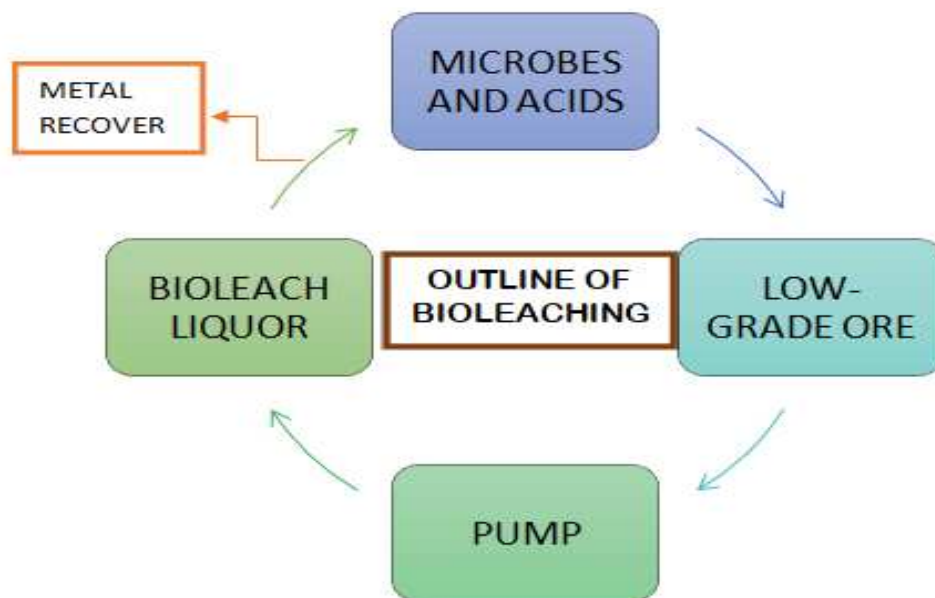 MICROBES
AND ACIDS
METAL
RECOVER
BIOLEACH
LIQUOR
OUTLINE OF
BIOLEACHING
LOW-
GRADE ORE
PUMP